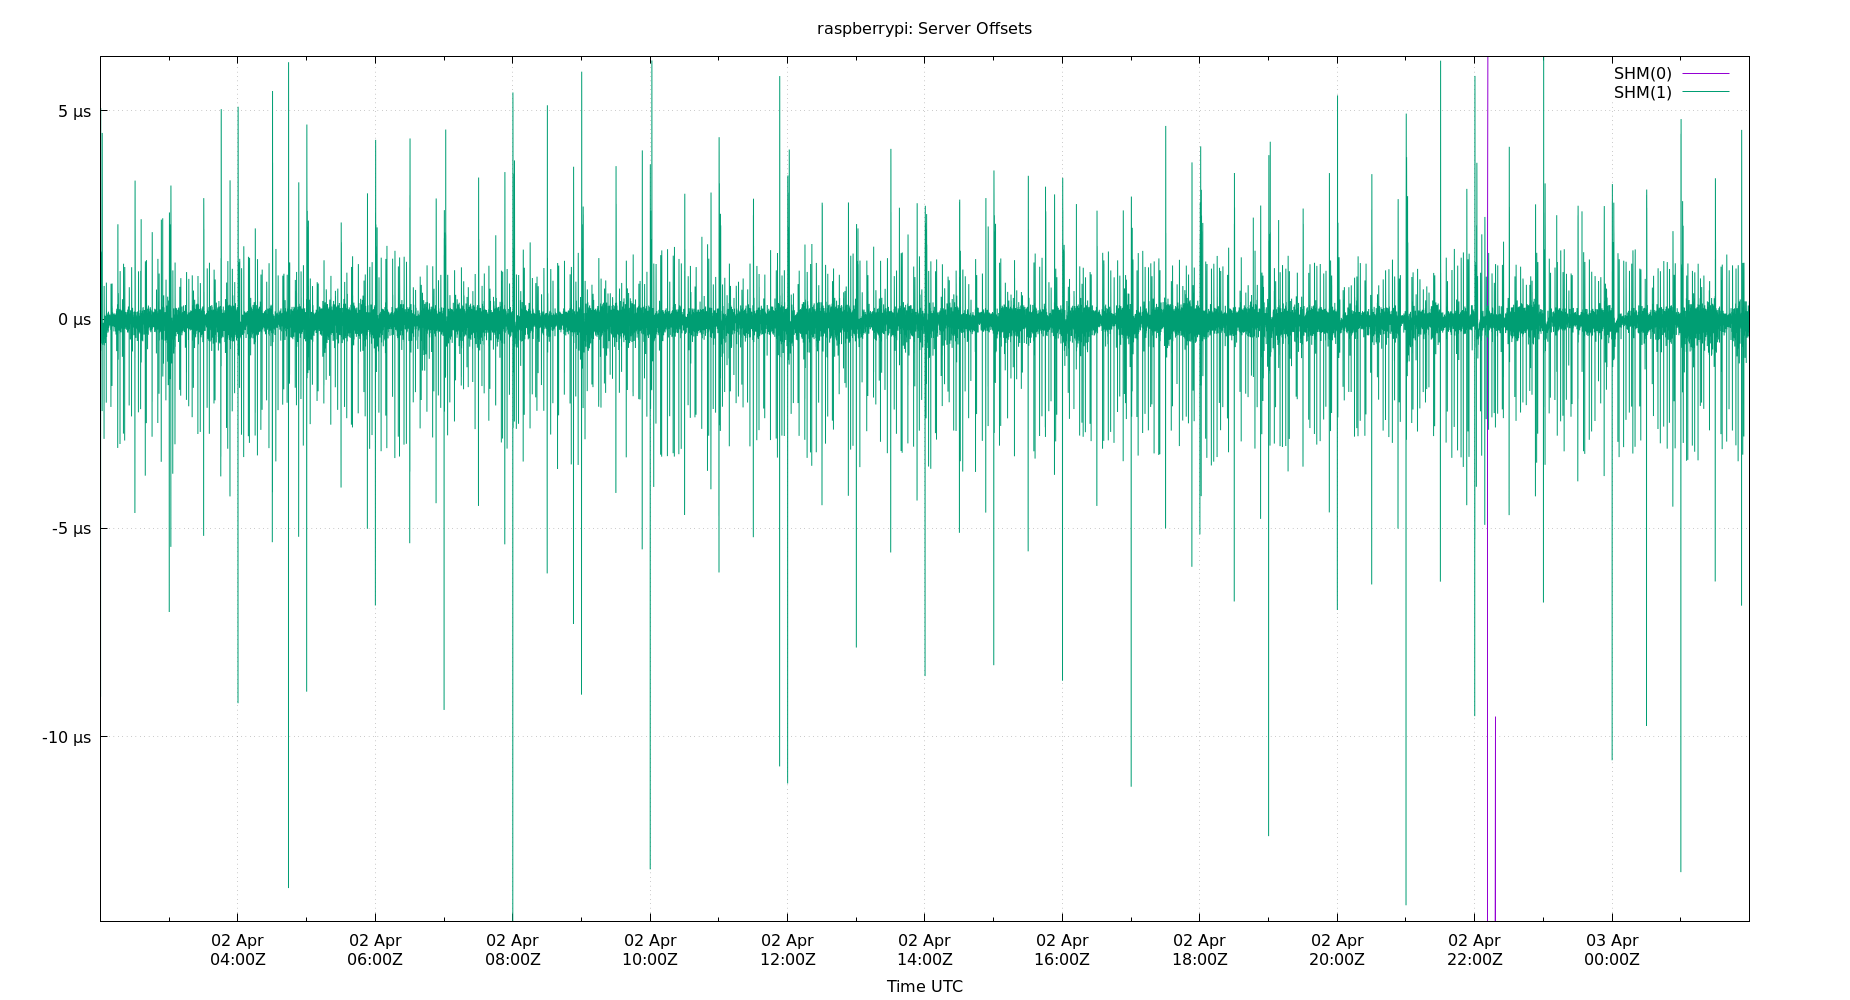 raspberrypi: Server Offsets
SHM(0)
SHM(1)
5 µs
0 µs
-5 µs
-10 µs
02 Apr 02 Apr 02 Apr 02 Apr 02 Apr 02 Apr 02 Apr 02 Apr 02 Apr 02 Apr 03 Apr
04:00Z 06:00Z 08:00Z 10:00Z 12:00Z 14:00Z 16:00Z 18:00Z 20:00Z 22:00Z 00:00Z
Time UTC